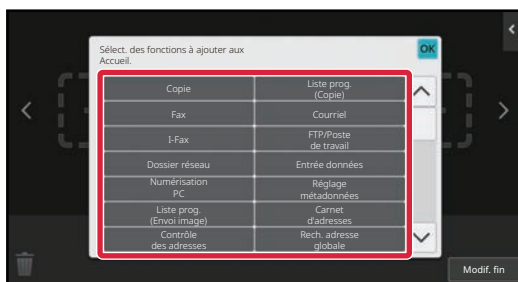 Sélect. des fonctions à ajouter aux
Accueil.
OK
Copie
Liste prog.
(Copie)
Fax
Courriel
I-Fax
FTP/Poste
de travail
Dossier réseau
Entrée données
Numérisation
PC
Réglage
métadonnées
Liste prog.
(Envoi image)
Carnet
d'adresses
Contrôle
des adresses
Rech. adresse
globale
Modif. fin